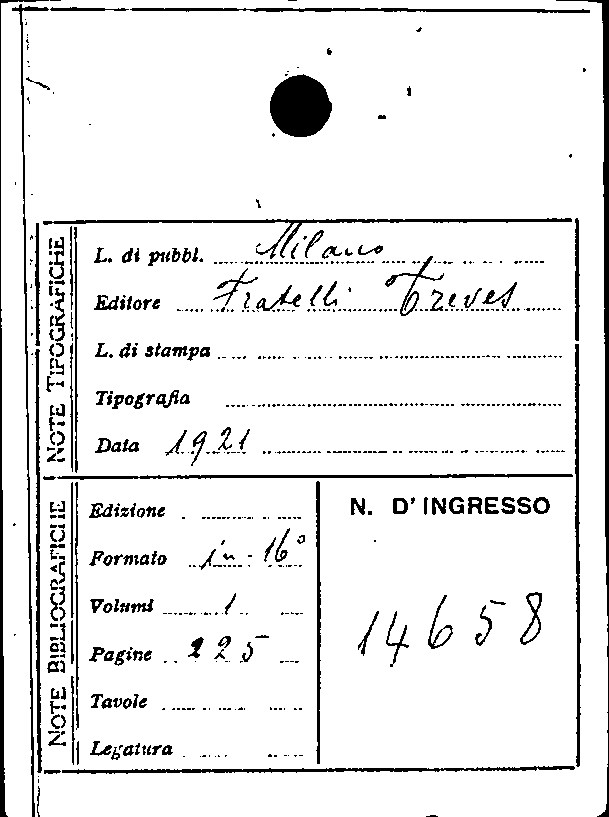 NOTE TIPOGRAFICHE
L. di pubbl. Milano
Editore Fratelli Treves
L. di stampa
Tipografia
Data 1921
NOTE BIBLIOGRAFICHE
Edizione
Formato in-16°
Volumi 1
Pagine 225
Tavole
Legatura
N. D'INGRESSO
14658